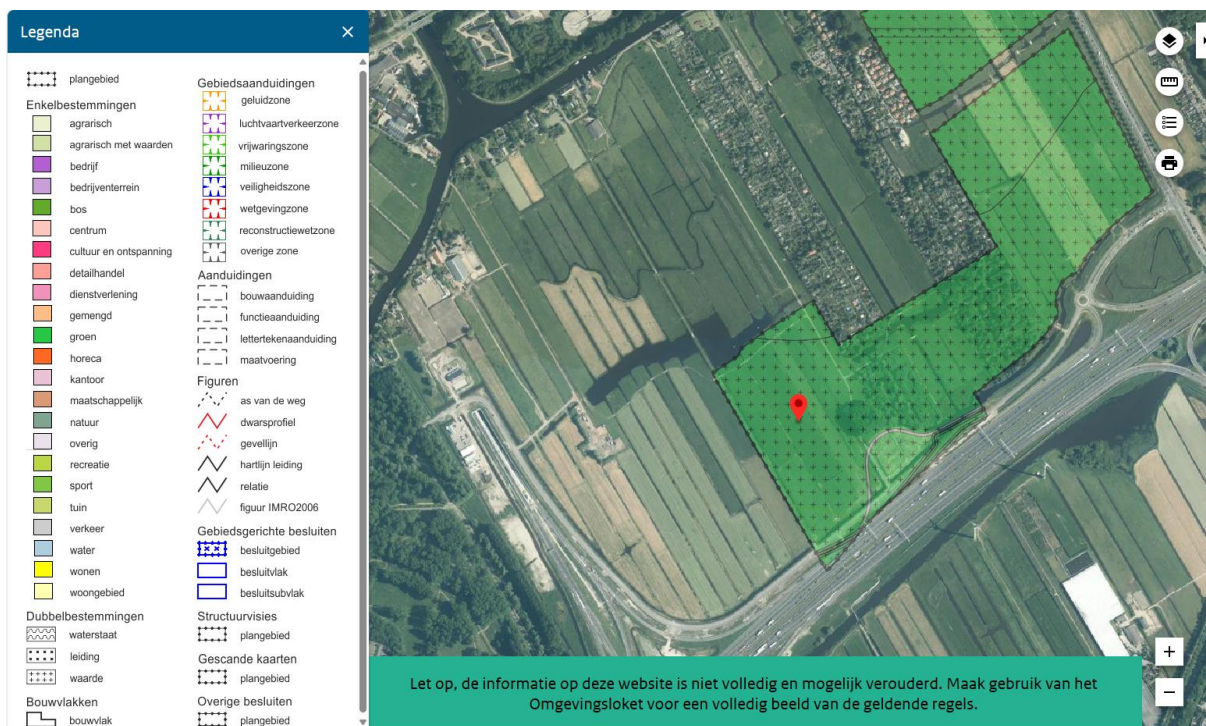 Legenda
plangebied
Enkelbestemmingen
agrarisch
agrarisch met waarden
bedrijf
bedrijventerrein
bos
centrum
cultuur en ontspanning
detailhandel
dienstverlening
gemengd
groen
horeca
kantoor
maatschappelijk
natuur
overig
recreatie
sport
tuin
verkeer
water
wonen
woongebied
Dubbelbestemmingen
waterstaat
leiding
waarde
Bouwvlakken
bouwvlak
Gebiedsaanduidingen
geluidzone
luchtvaartverkeerzone
vrijwaringszone
milieuzone
veiligheidszone
wetgevingzone
reconstructiewetzone
overige zone
Aanduidingen
bouwaanduiding
functieaanduiding
lettertekenaanduiding
maatvoering
Figuren
as van de weg
dwarsprofiel
gevellijn
hartlijn leiding
relatie
figuur IMRO2006
Gebiedsgerichte besluiten
besluitgebied
besluitvlak
besluitsubvlak
Structuurvisies
plangebied
Gescande kaarten
plangebied
Overige besluiten
plangebied
Let op, de informatie op deze website is niet volledig en mogelijk verouderd. Maak gebruik van het
Omgevingsloket voor een volledig beeld van de geldende regels.